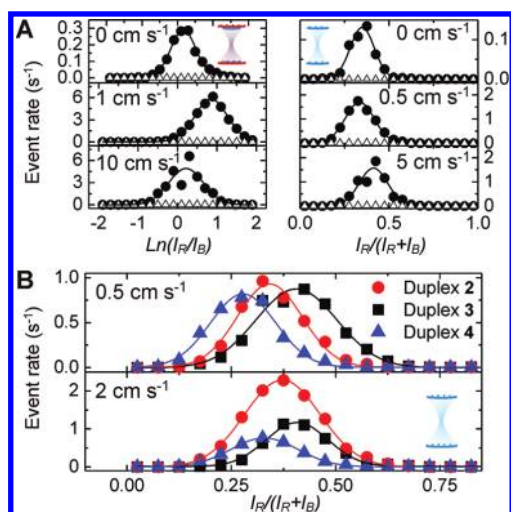 A
0 cm s⁻¹
0.3
0.2
0.1
0.0
1 cm s⁻¹
6
4
2
0
10 cm s⁻¹
6
3
0
-2 -1 0 1 2
Ln(I_R/I_B)
Event rate (s⁻¹)
0 cm s⁻¹
0.1
0.0
0.5 cm s⁻¹
2
1
0
5 cm s⁻¹
2
1
0
0.0 0.5 1.0
I_R/(I_R+I_B)
B
0.5 cm s⁻¹
1.0
0.5
0.0
Duplex 2
Duplex 3
Duplex 4
2 cm s⁻¹
2
1
0
0.00 0.25 0.50 0.75
I_R/(I_R+I_B)
Event rate (s⁻¹)